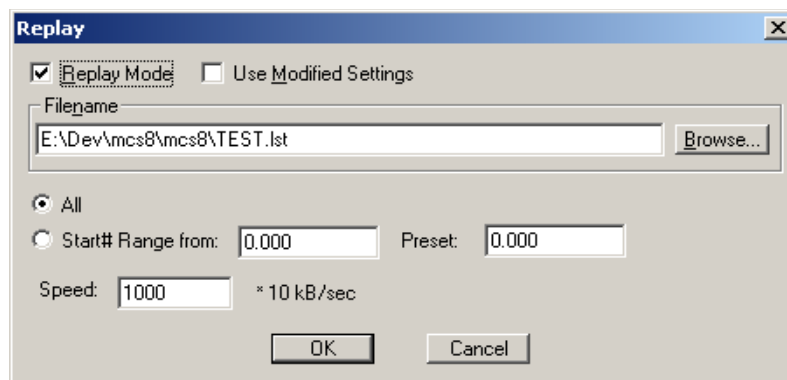 Replay
Replay Mode Use Modified Settings
Filename
E:\Dev\mcs8\mcs8\TEST.lst Browse...
All
Start# Range from: 0.000 Preset: 0.000
Speed: 1000 * 10 kB/sec
OK Cancel